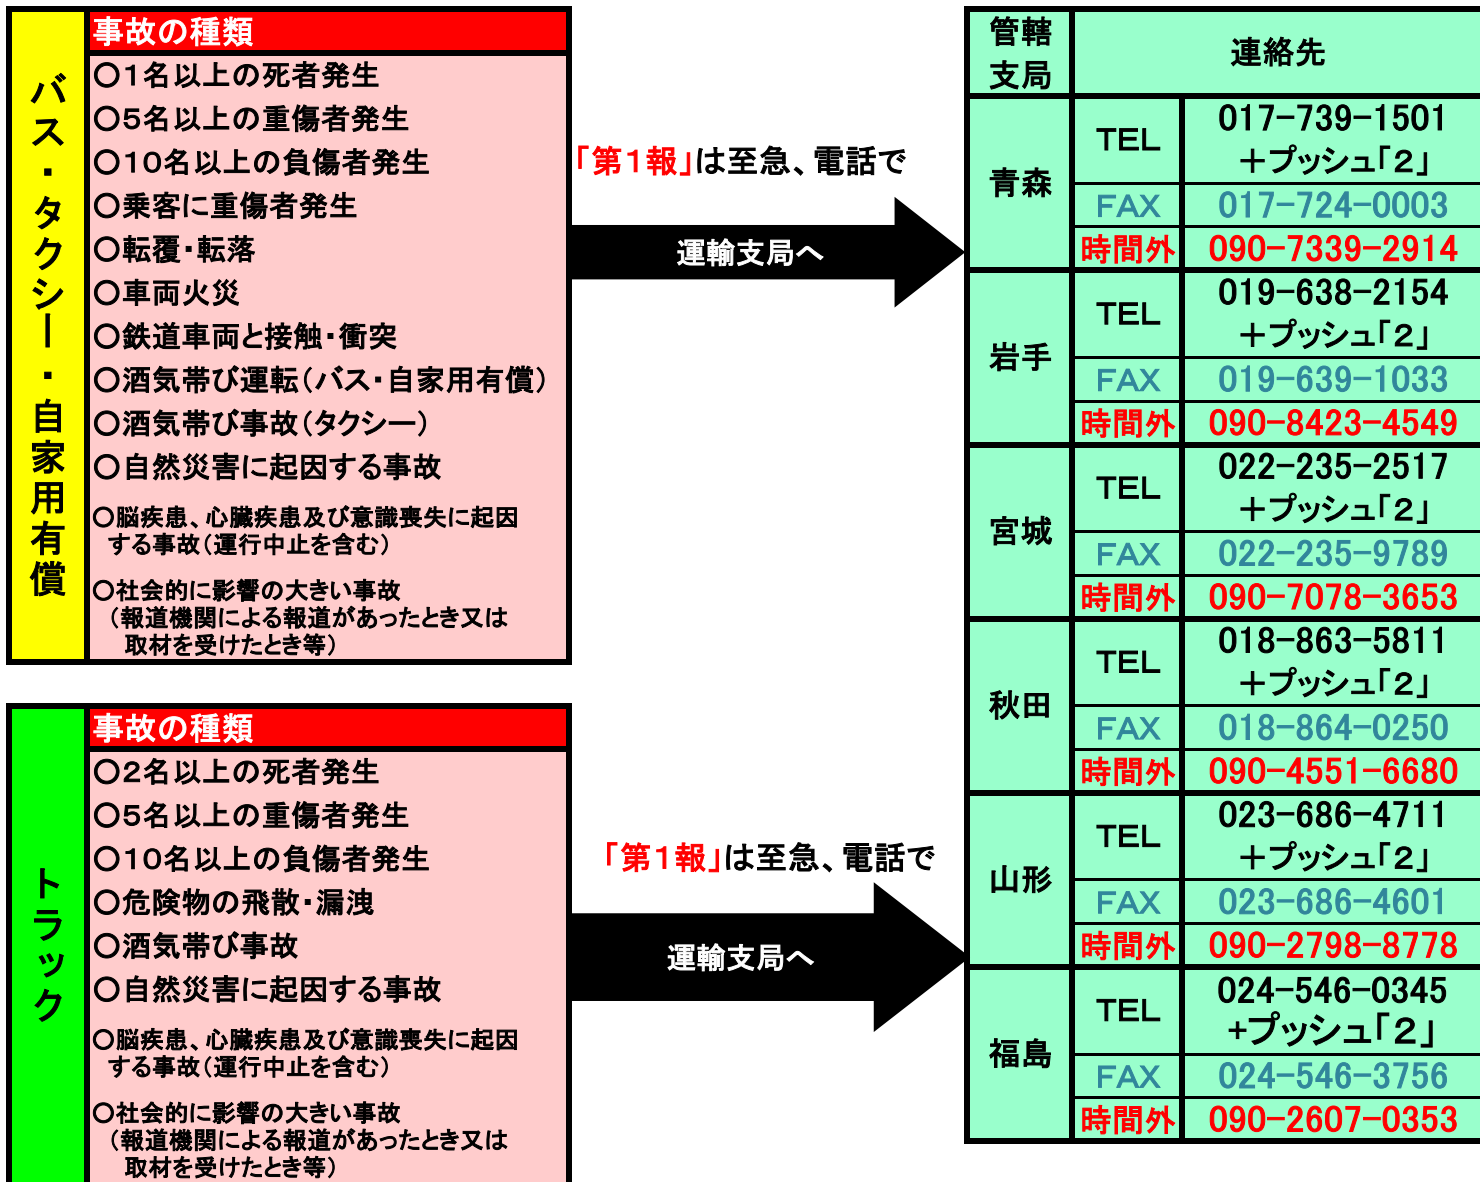 バス・タクシー・自家用有償
事故の種類
○1名以上の死者発生
○5名以上の重傷者発生
○10名以上の負傷者発生
○乗客に重傷者発生
○転覆・転落
○車両火災
○鉄道車両と接触・衝突
○酒気帯び運転(バス・自家用有償)
○酒気帯び事故(タクシー)
○自然災害に起因する事故
○脳疾患、心臓疾患及び意識喪失に起因
する事故(運行中止を含む)
○社会的に影響の大きい事故
(報道機関による報道があったとき又は
取材を受けたとき等)
「第1報」は至急、電話で
運輸支局へ
トラック
事故の種類
○2名以上の死者発生
○5名以上の重傷者発生
○10名以上の負傷者発生
○危険物の飛散・漏洩
○酒気帯び事故
○自然災害に起因する事故
○脳疾患、心臓疾患及び意識喪失に起因
する事故(運行中止を含む)
○社会的に影響の大きい事故
(報道機関による報道があったとき又は
取材を受けたとき等)
「第1報」は至急、電話で
運輸支局へ
管轄
支局
連絡先
青森
TEL
017-739-1501
+プッシュ「2」
FAX 017-724-0003
時間外 090-7339-2914
岩手
TEL
019-638-2154
+プッシュ「2」
FAX 019-639-1033
時間外 090-8423-4549
宮城
TEL
022-235-2517
+プッシュ「2」
FAX 022-235-9789
時間外 090-7078-3653
秋田
TEL
018-863-5811
+プッシュ「2」
FAX 018-864-0250
時間外 090-4551-6680
山形
TEL
023-686-4711
+プッシュ「2」
FAX 023-686-4601
時間外 090-2798-8778
福島
TEL
024-546-0345
+プッシュ「2」
FAX 024-546-3756
時間外 090-2607-0353